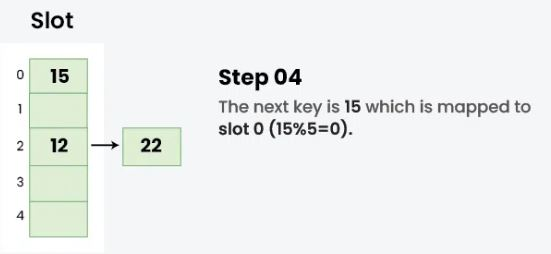 Slot
0 15
1
2 12 22
3
4
Step 04
The next key is 15 which is mapped to
slot 0 (15%5=0).